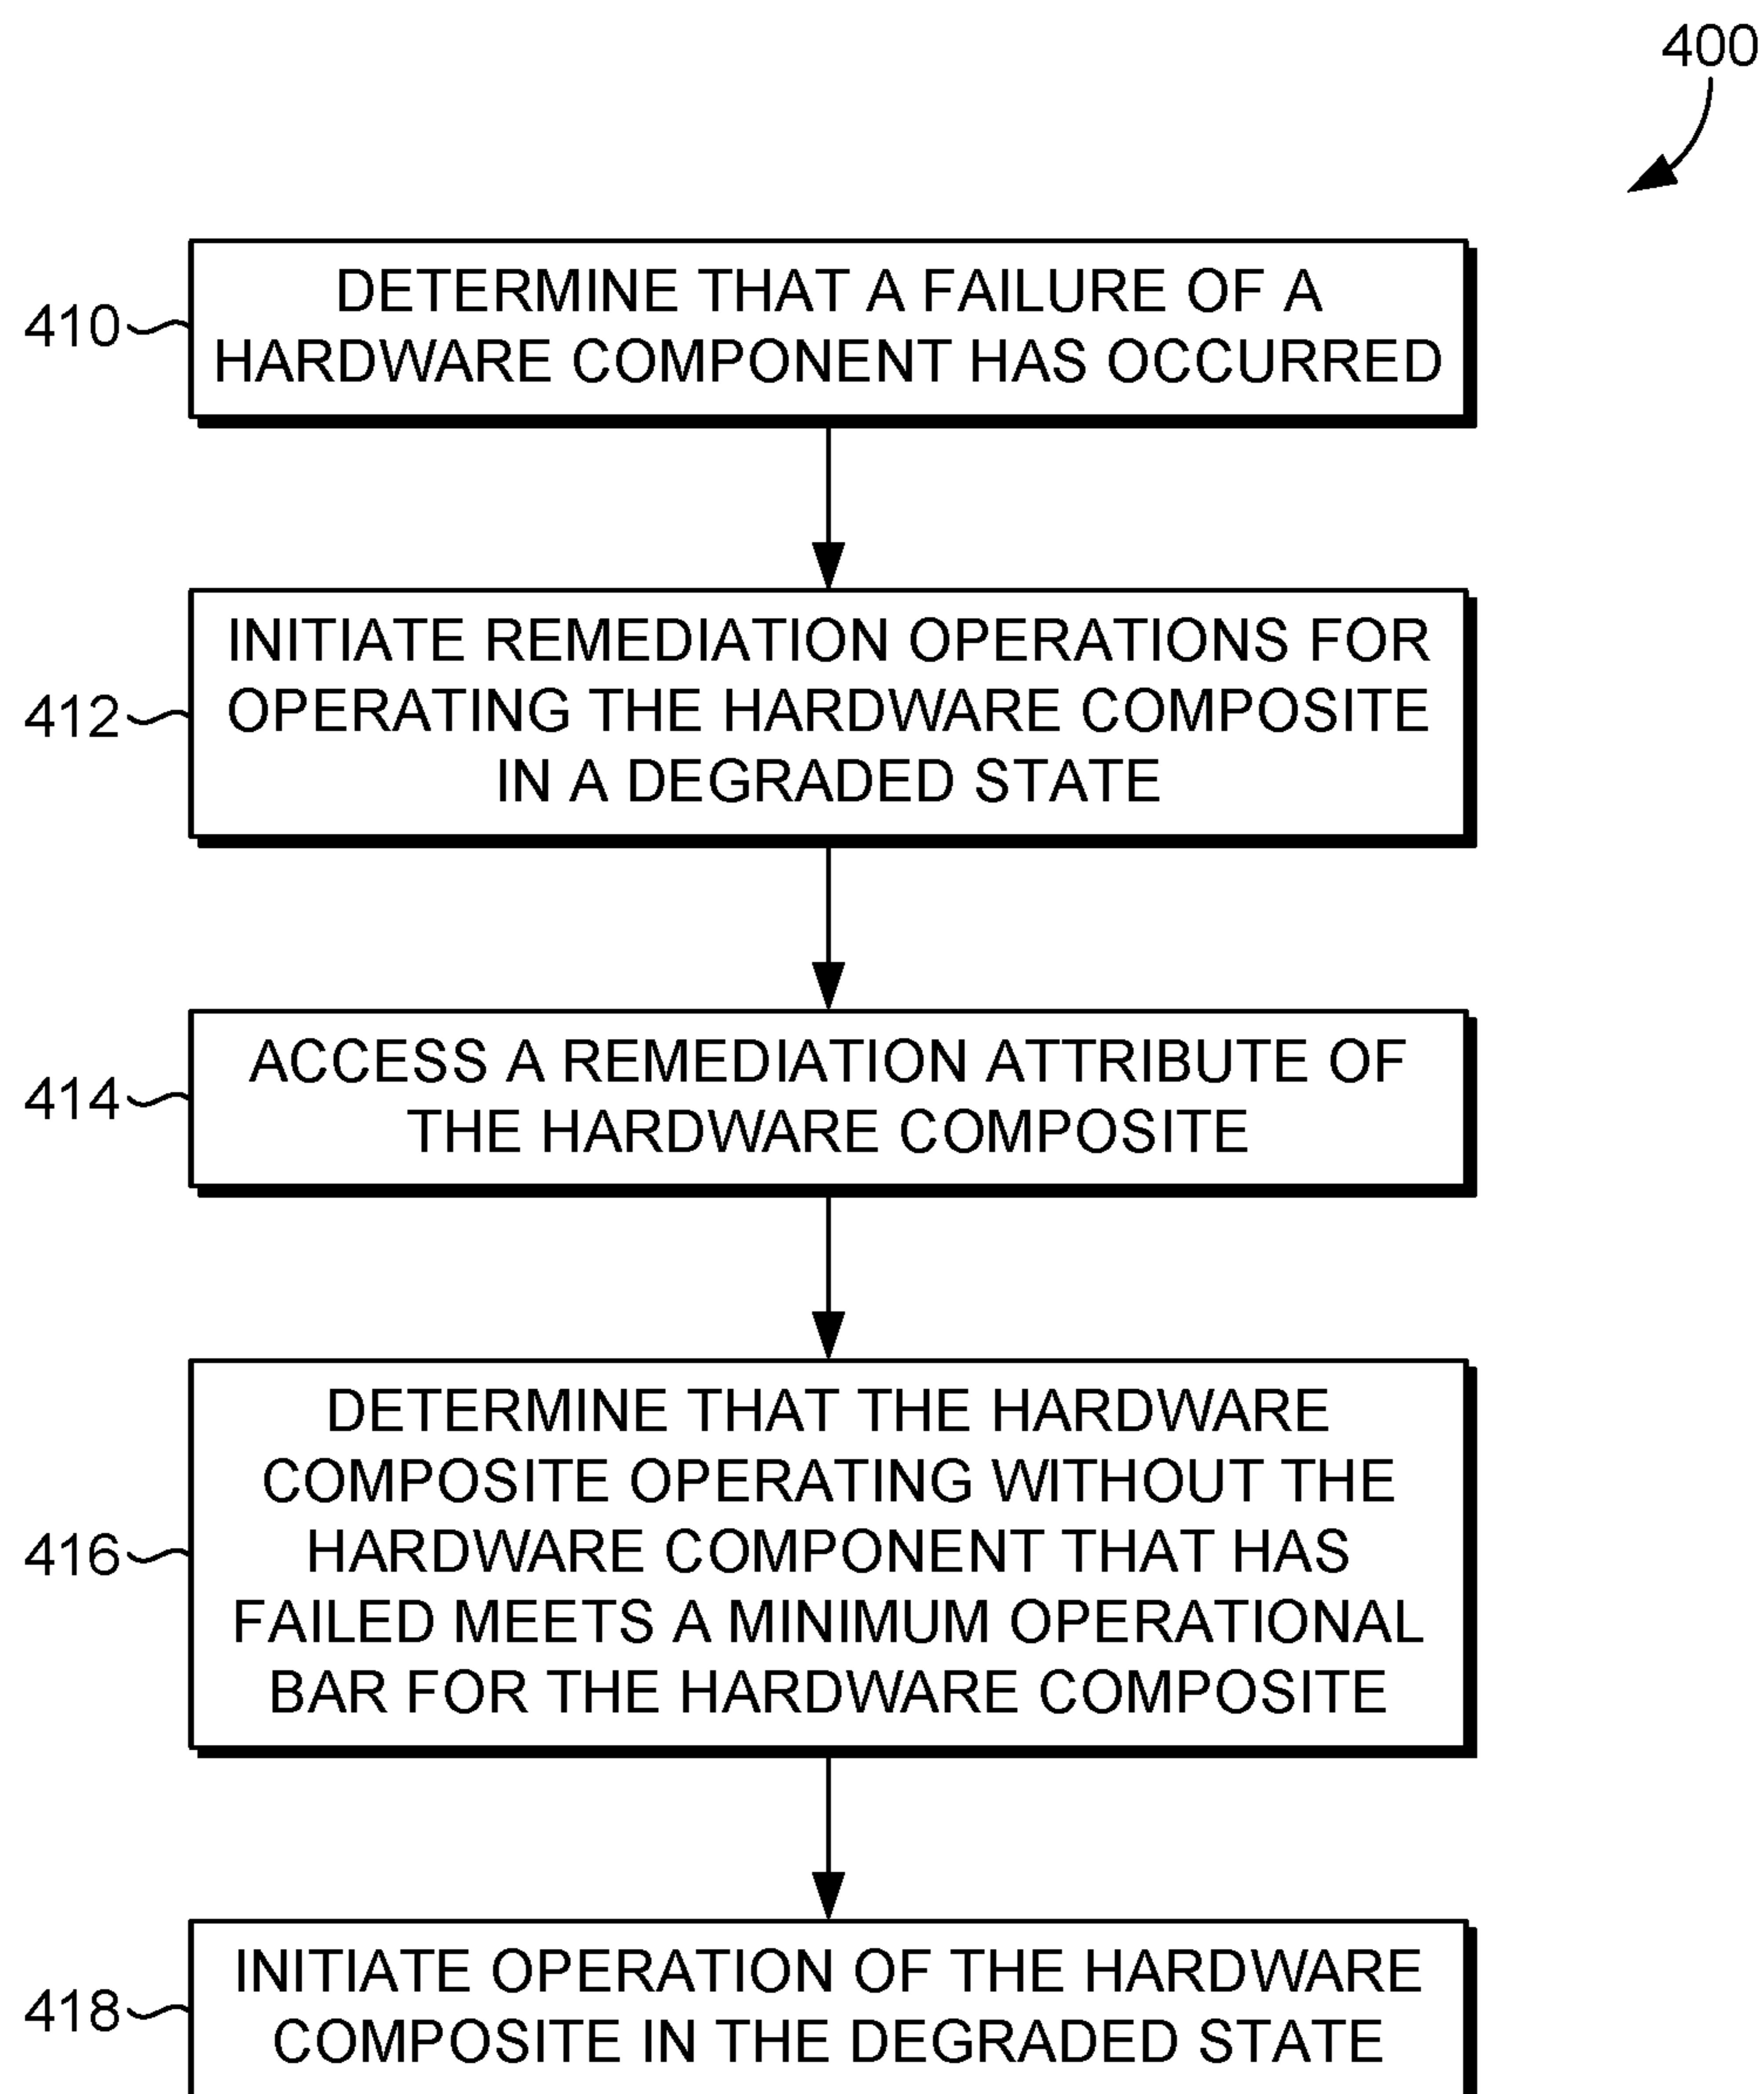 400
410
DETERMINE THAT A FAILURE OF A
HARDWARE COMPONENT HAS OCCURRED
412
INITIATE REMEDIATION OPERATIONS FOR
OPERATING THE HARDWARE COMPOSITE
IN A DEGRADED STATE
414
ACCESS A REMEDIATION ATTRIBUTE OF
THE HARDWARE COMPOSITE
416
DETERMINE THAT THE HARDWARE
COMPOSITE OPERATING WITHOUT THE
HARDWARE COMPONENT THAT HAS
FAILED MEETS A MINIMUM OPERATIONAL
BAR FOR THE HARDWARE COMPOSITE
418
INITIATE OPERATION OF THE HARDWARE
COMPOSITE IN THE DEGRADED STATE